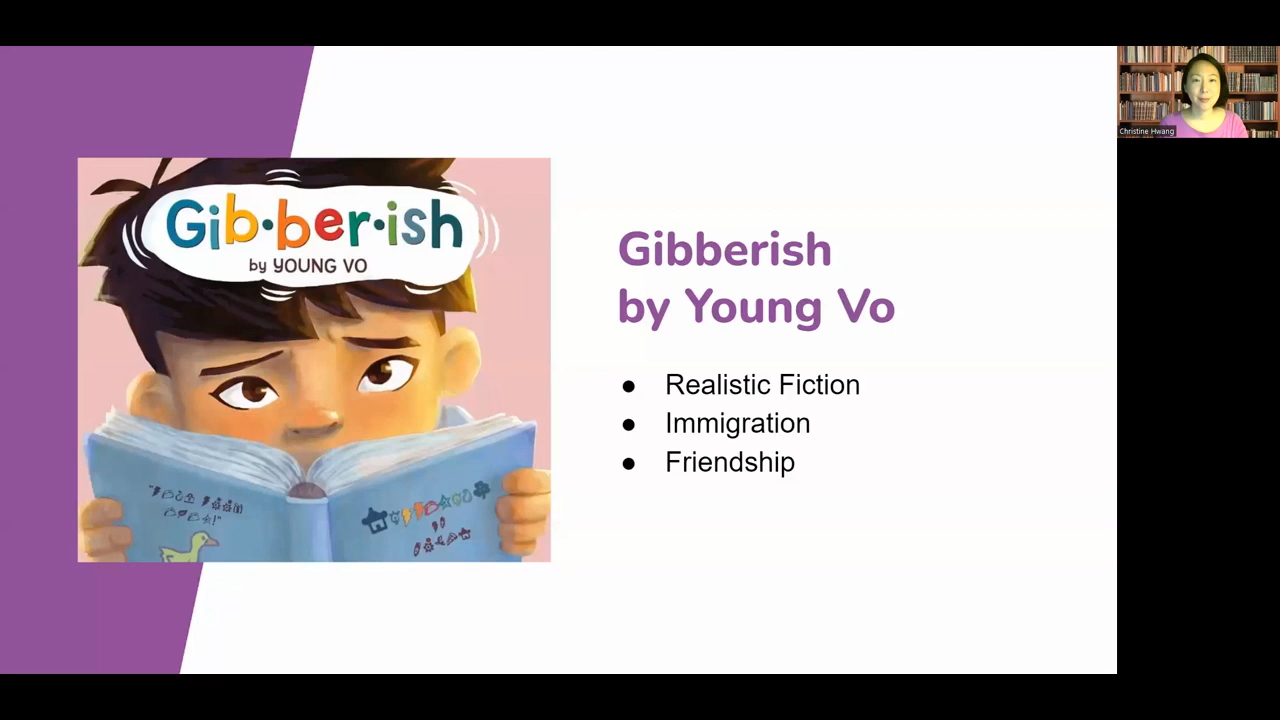 Gib·ber·ish
by YOUNG VO
Gibberish
by Young Vo
● Realistic Fiction
● Immigration
● Friendship
Christine Hwang